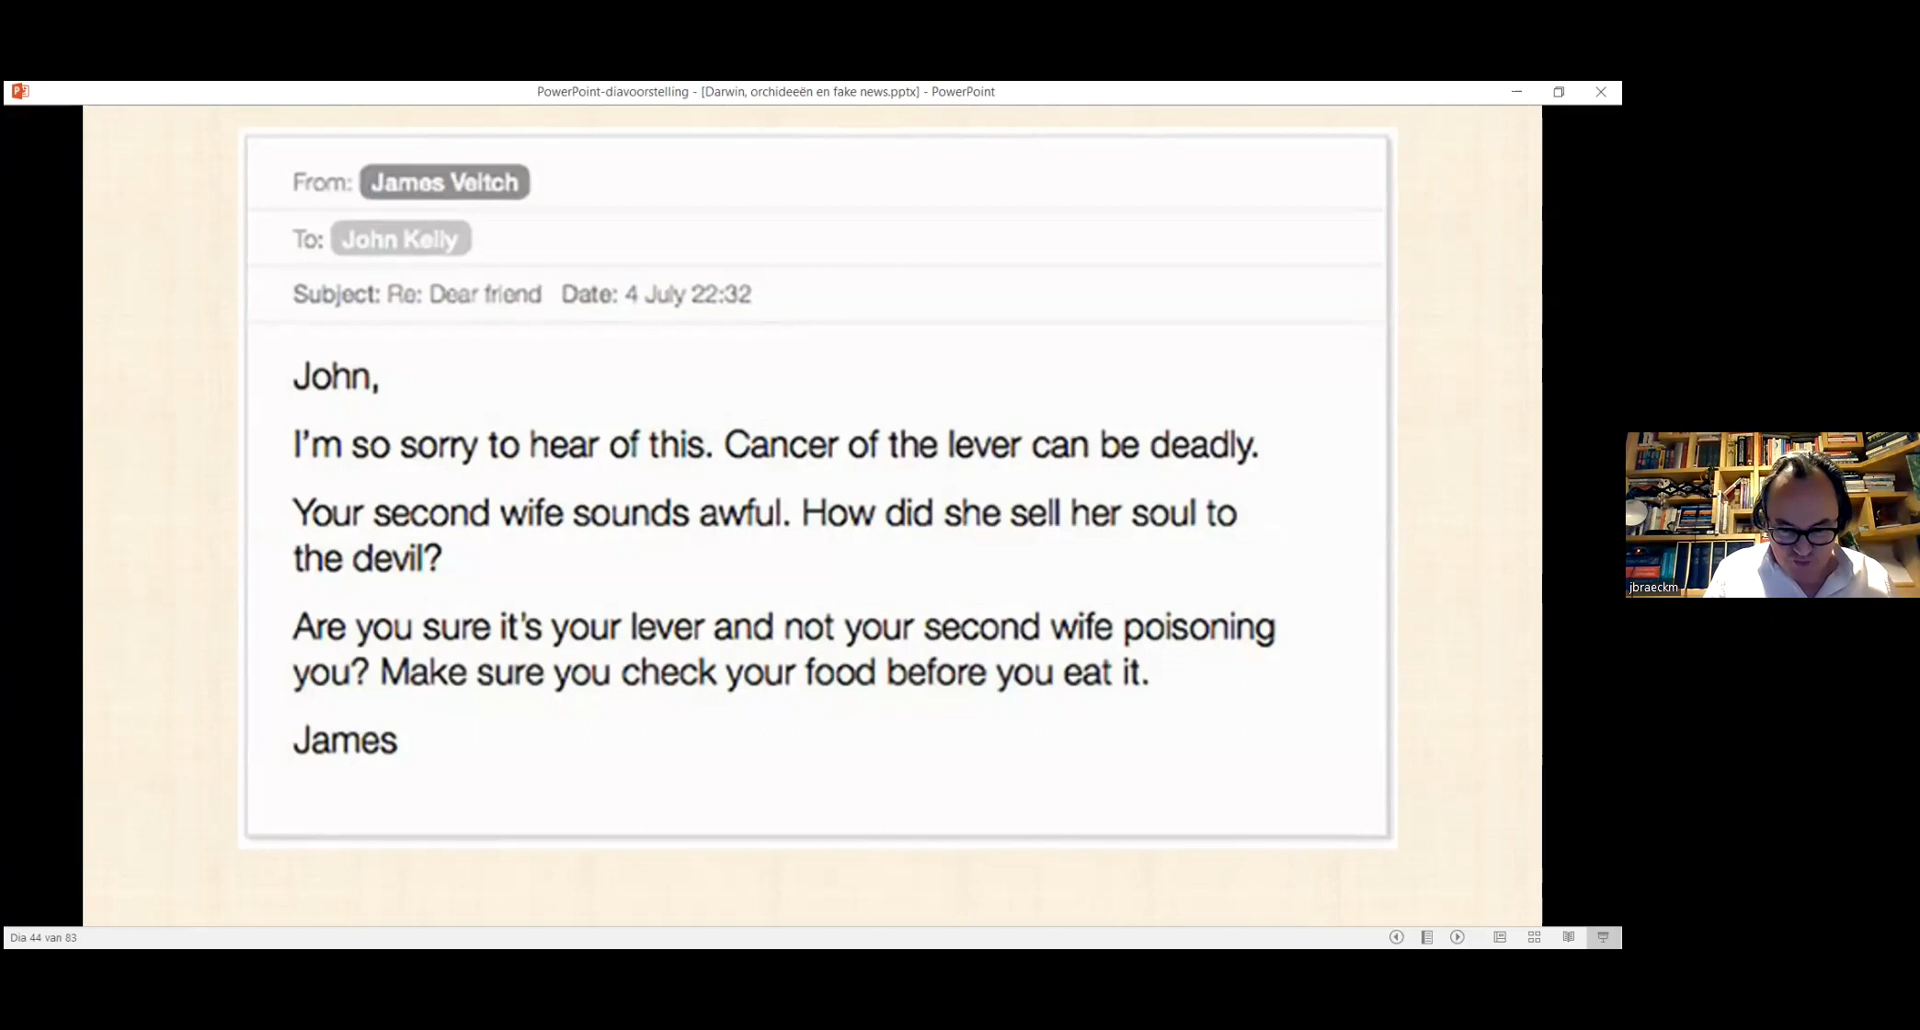 PowerPoint-diavoorstelling - [Darwin, orchideeën en fake news.pptx] - PowerPoint
From: James Veitch
To: John Kelly
Subject: Re: Dear friend Date: 4 July 22:32
John,
I'm so sorry to hear of this. Cancer of the lever can be deadly.
Your second wife sounds awful. How did she sell her soul to
the devil?
Are you sure it's your lever and not your second wife poisoning
you? Make sure you check your food before you eat it.
James
jbraeckm
Dia 44 van 83